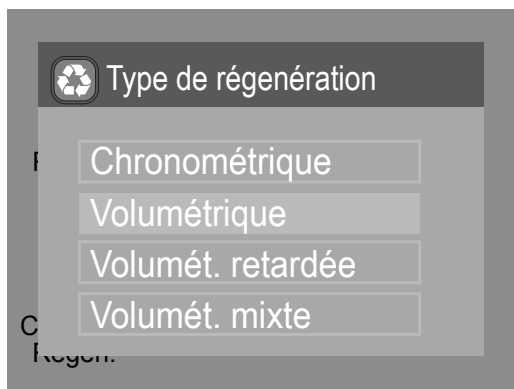 Type de régenération
Chronométrique
Volumétrique
Volumét. retardée
Volumét. mixte